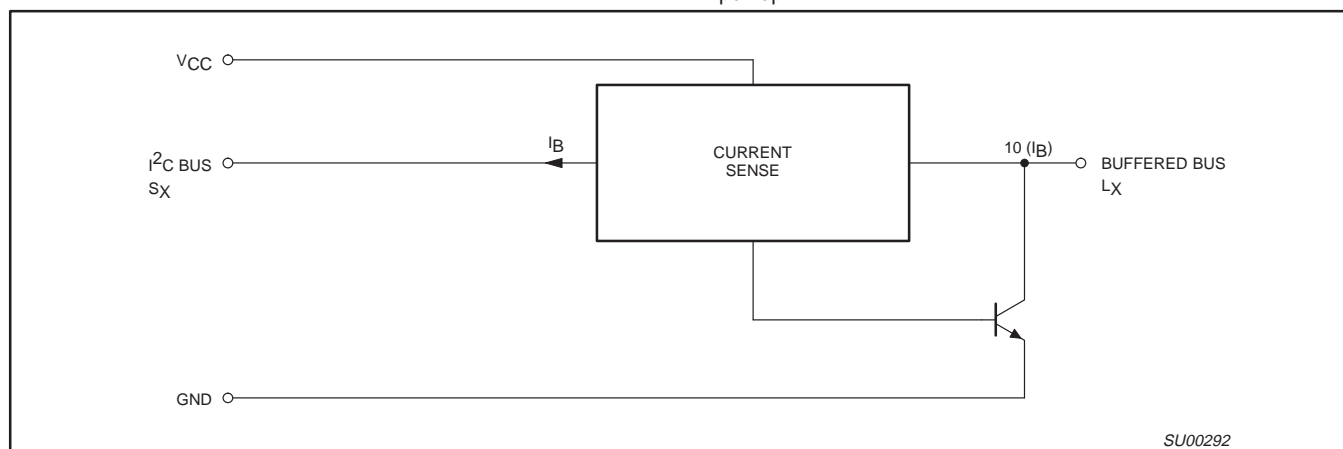 VCC
I2C BUS
SX
IB
CURRENT
SENSE
10 (IB)
BUFFERED BUS
LX
GND
SU00292